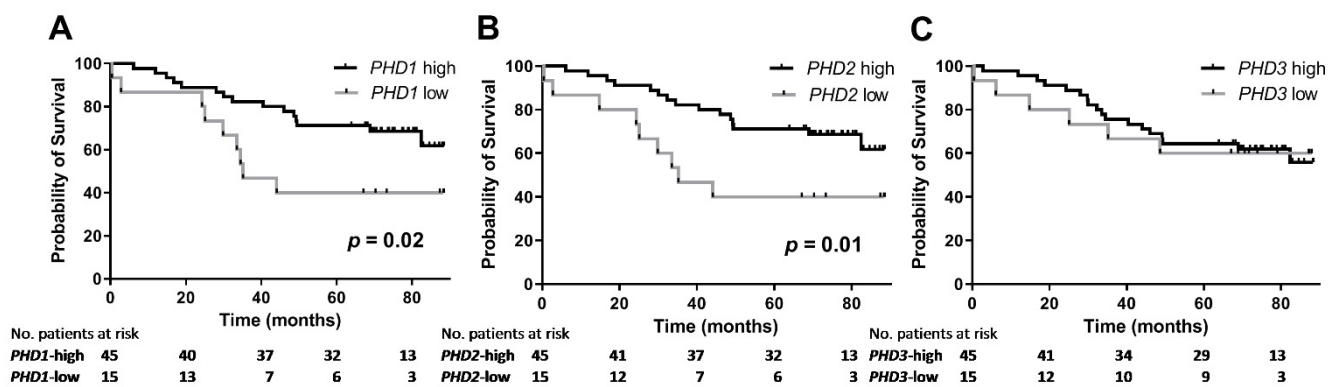 A
Probability of Survival
100
80
60
40
20
0
PHD1 high
PHD1 low
p = 0.02
0 20 40 60 80
Time (months)
No. patients at risk
PHD1-high 45 40 37 32 13
PHD1-low 15 13 7 6 3
B
Probability of Survival
100
80
60
40
20
0
PHD2 high
PHD2 low
p = 0.01
0 20 40 60 80
Time (months)
No. patients at risk
PHD2-high 45 41 37 32 13
PHD2-low 15 12 7 6 3
C
Probability of Survival
100
80
60
40
20
0
PHD3 high
PHD3 low
0 20 40 60 80
Time (months)
No. patients at risk
PHD3-high 45 41 34 29 13
PHD3-low 15 12 10 9 3